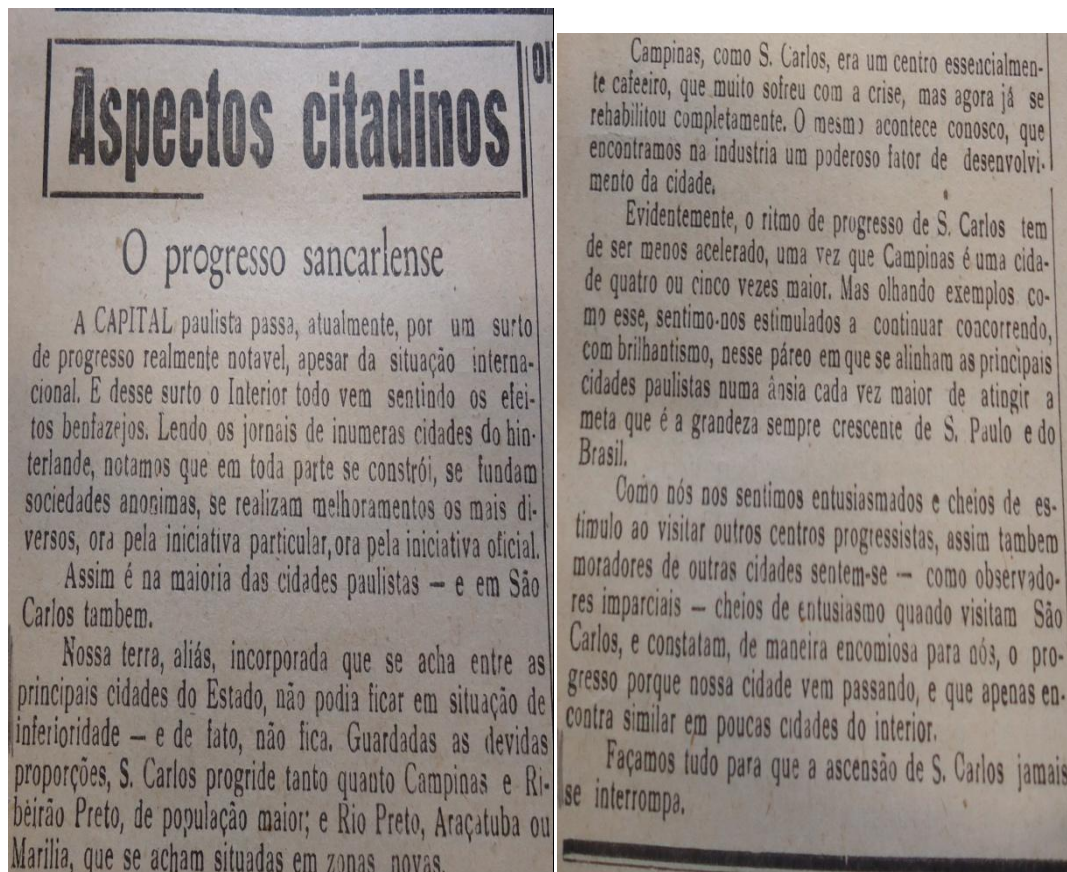 Aspectos citadinos
O progresso sancarlense
A CAPITAL paulista passa, atualmente, por um surto
de progresso realmente notavel, apesar da situação interna-
cional. E desse surto o Interior todo vem sentindo os efei-
tos benfazejos. Lendo os jornais de inumeras cidades do hin-
terlande, notamos que em toda parte se constrói, se fundam
sociedades anonimas, se realizam melhoramentos os mais di-
versos, ora pela iniciativa particular, ora pela iniciativa oficial.
Assim é na maioria das cidades paulistas — e em São
Carlos tambem.
Nossa terra, aliás, incorporada que se acha entre as
principais cidades do Estado, não podia ficar em situação de
inferioridade — e de fato, não fica. Guardadas as devidas
proporções, S. Carlos progride tanto quanto Campinas e Ri-
beirão Preto, de população maior; e Rio Preto, Araçatuba ou
Marilia, que se acham situadas em zonas novas.
Campinas, como S. Carlos, era um centro essencialmen-
te cafeeiro, que muito sofreu com a crise, mas agora já se
rehabilitou completamente. O mesmo acontece conosco, que
encontramos na industria um poderoso fator de desenvolvi-
mento da cidade.
Evidentemente, o ritmo de progresso de S. Carlos tem
de ser menos acelerado, uma vez que Campinas é uma cida-
de quatro ou cinco vezes maior. Mas olhando exemplos co-
mo esse, sentimo-nos estimulados a continuar concorrendo,
com brilhantismo, nesse páreo em que se alinham as principais
cidades paulistas numa ânsia cada vez maior de atingir a
meta que é a grandeza sempre crescente de S. Paulo e do
Brasil.
Como nós nos sentimos entusiasmados e cheios de es-
timulo ao visitar outros centros progressistas, assim tambem
moradores de outras cidades sentem-se — como observado-
res imparciais — cheios de entusiasmo quando visitam São
Carlos, e constatam, de maneira encomiosa para nós, o pro-
gresso porque nossa cidade vem passando, e que apenas en-
contra similar em poucas cidades do interior.
Façamos tudo para que a ascensão de S. Carlos jamais
se interrompa.